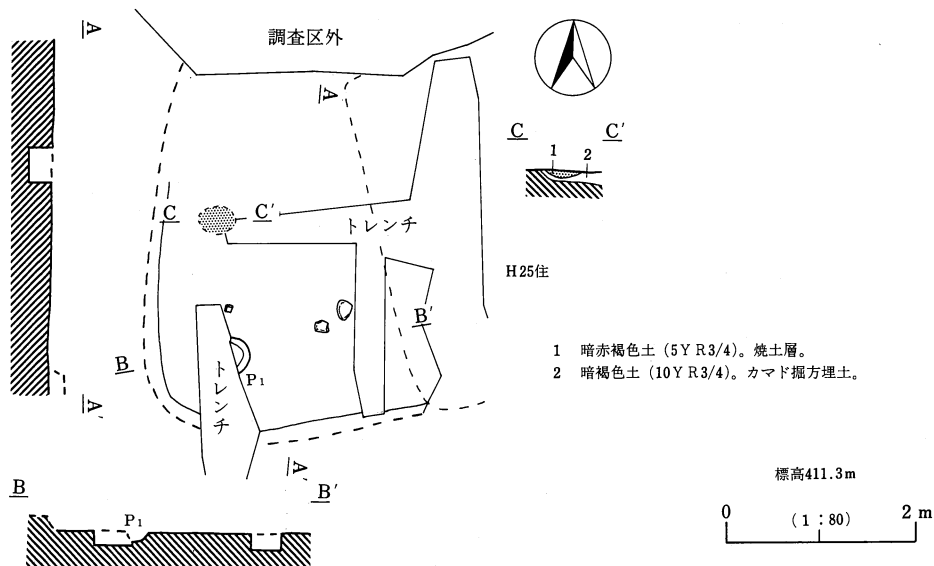 A
調査区外
A
C
C′
1
2
C
C′
トレンチ
H25住
B′
1 暗赤褐色土 (5YR3/4)。焼土層。
2 暗褐色土 (10YR3/4)。カマド掘方埋土。
B
P1
トレンチ
A′
A′
標高411.3m
B
B′
0
(1：80)
2m
P1